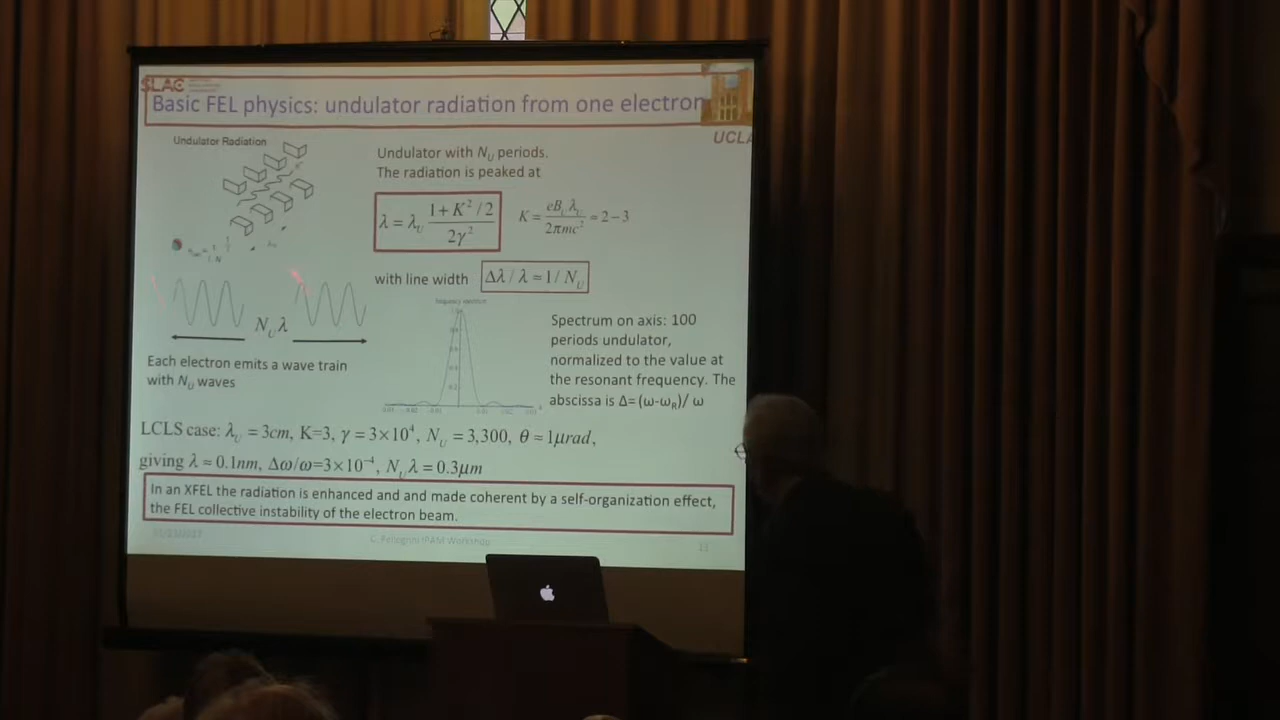 SLAC
Basic FEL physics: undulator radiation from one electron
UCLA
Undulator Radiation
Undulator with N_U periods.
The radiation is peaked at
λ = λ_U (1 + K² / 2) / 2γ²
K = eB_U λ_U / 2πmc² ≈ 2 – 3
with line width Δλ / λ ≈ 1 / N_U
N_U λ
Each electron emits a wave train
with N_U waves
Spectrum on axis: 100
periods undulator,
normalized to the value at
the resonant frequency. The
abscissa is Δ=(ω-ω_R)/ ω
LCLS case: λ_U = 3cm, K=3, γ = 3×10⁴, N_U = 3,300, θ ≈ 1μrad,
giving λ ≈ 0.1nm, Δω/ω=3×10⁻⁴, N_U λ = 0.3μm
In an XFEL the radiation is enhanced and and made coherent by a self-organization effect,
the FEL collective instability of the electron beam.
C. Pellegrini IPAM Workshop
13